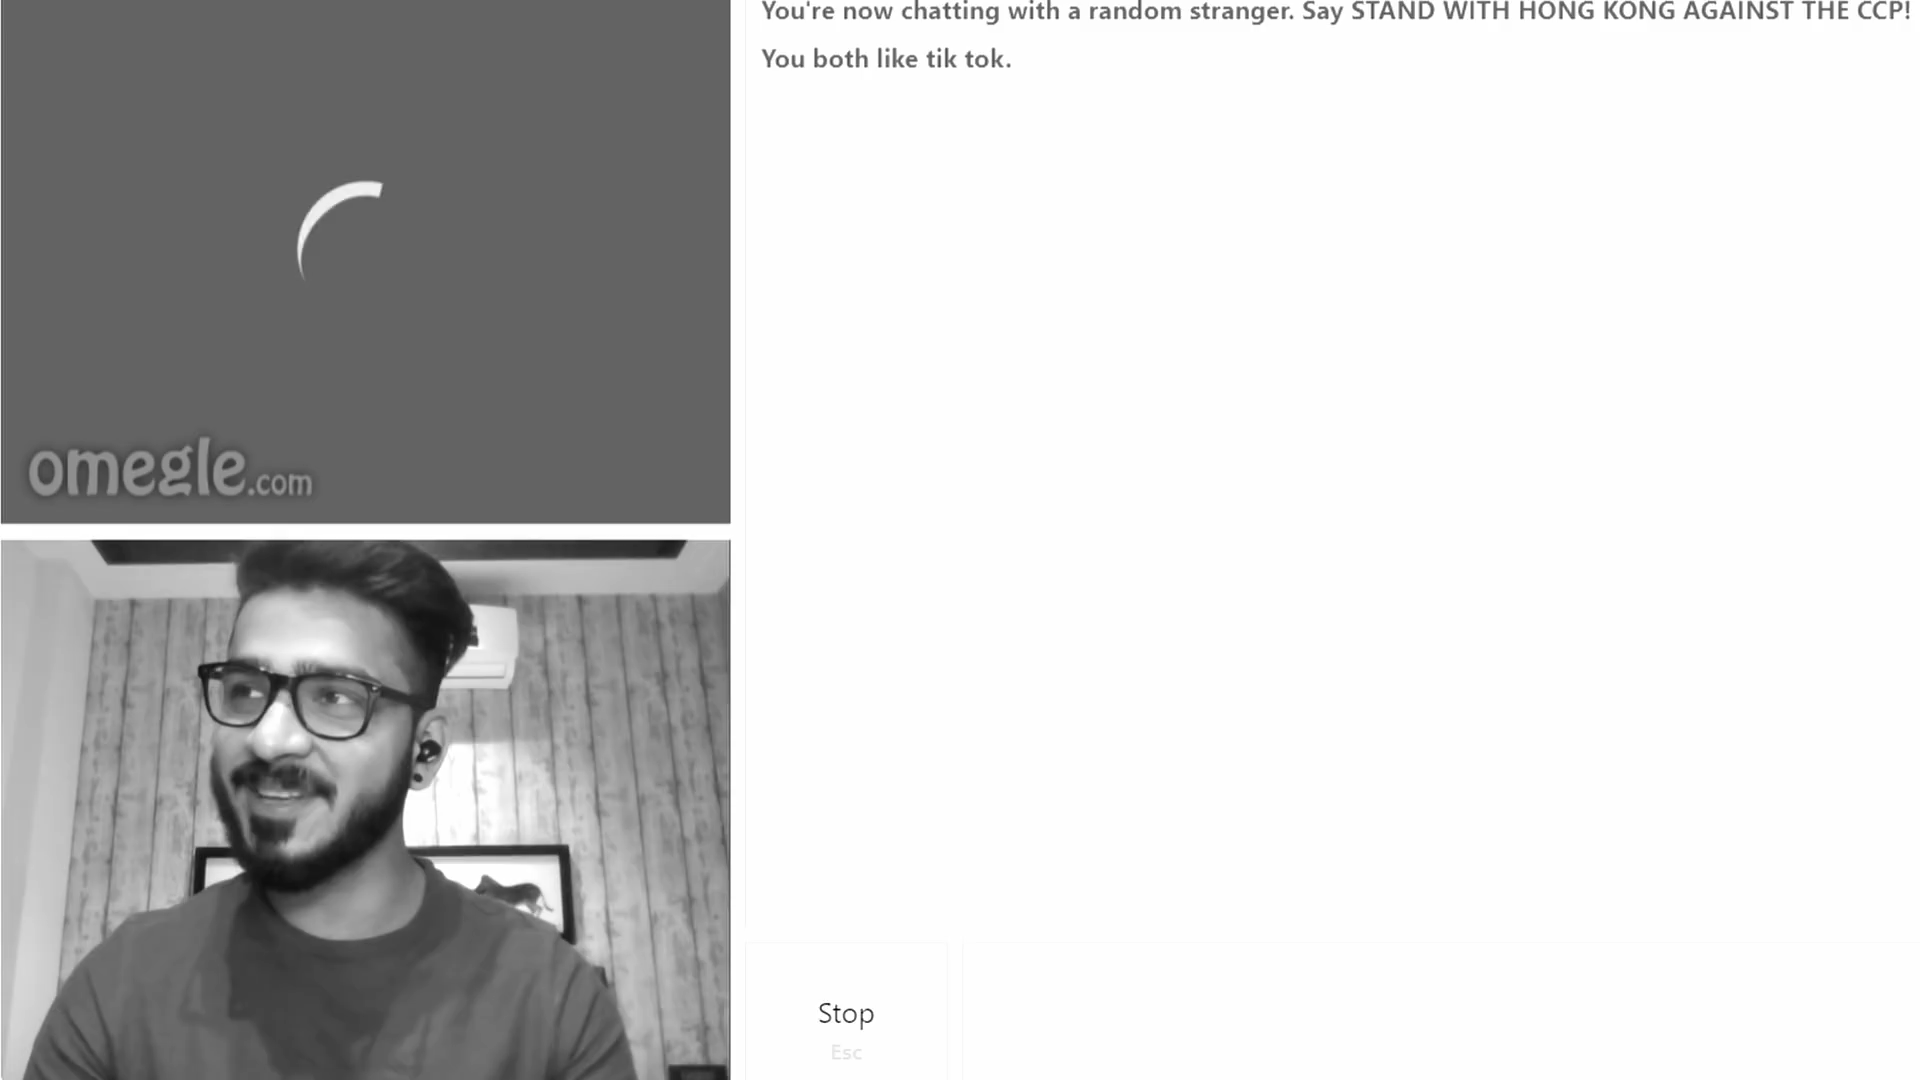 You're now chatting with a random stranger. Say STAND WITH HONG KONG AGAINST THE CCP!
You both like tik tok.
omegle.com
Stop
Esc